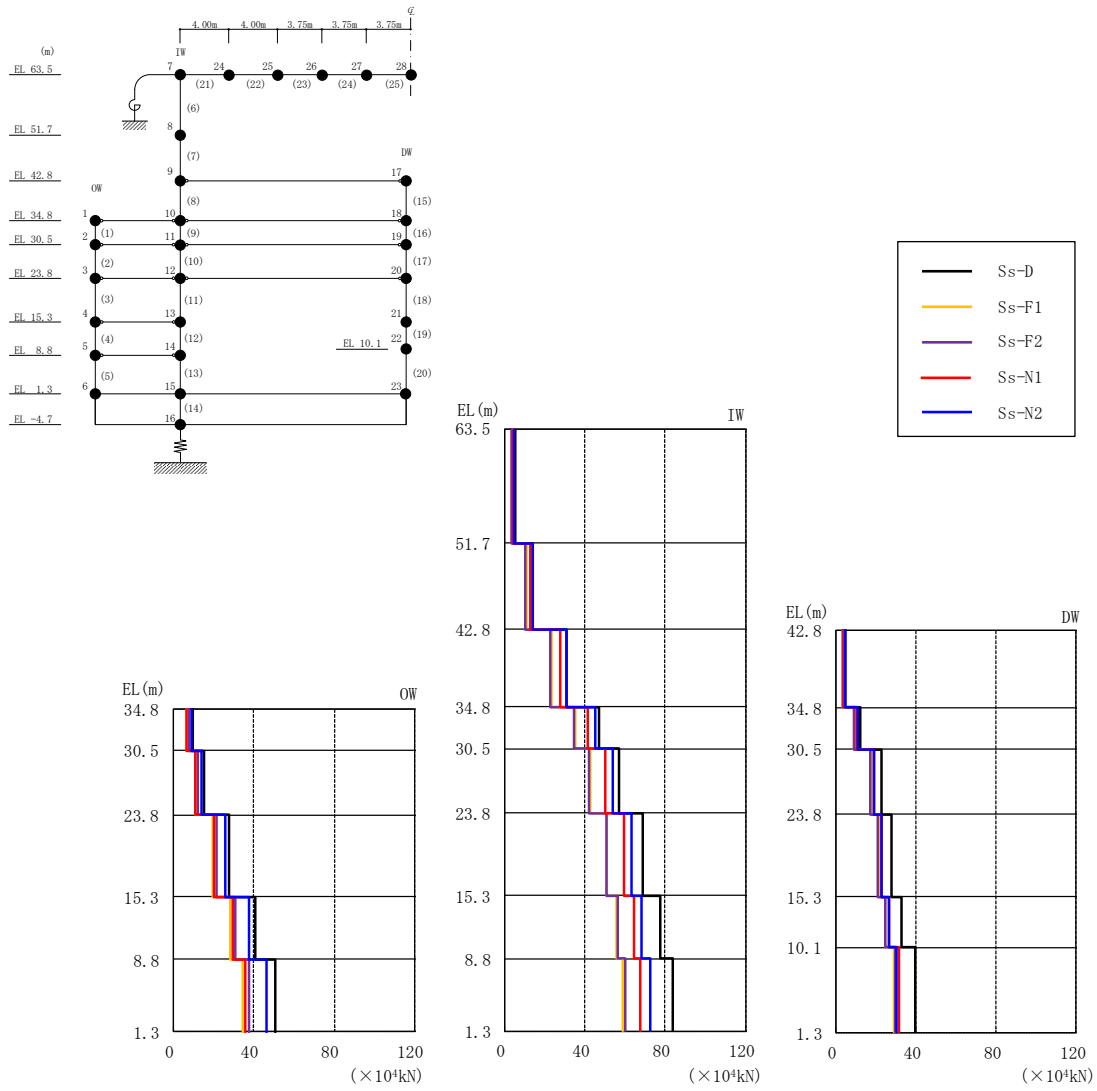 ℄
4.00m 4.00m 3.75m 3.75m 3.75m
(m)
IW
EL 63.5 7 24 25 26 27 28
(21) (22) (23) (24) (25)
(6)
EL 51.7 8
(7)
DW
EL 42.8 9 17
OW
(8) (15)
EL 34.8 1 10 18
(1) (9) (16)
EL 30.5 2 11 19
(2) (10) (17)
EL 23.8 3 12 20
(3) (11) (18)
EL 15.3 4 13 21
(4) (12) (19)
EL 10.1 22
EL 8.8 5 14
(5) (13) (20)
EL 1.3 6 15 23
(14)
EL -4.7 16
Ss-D
Ss-F1
Ss-F2
Ss-N1
Ss-N2
EL(m) OW
34.8
30.5
23.8
15.3
8.8
1.3
0 40 80 120
(×10⁴kN)
EL(m) IW
63.5
51.7
42.8
34.8
30.5
23.8
15.3
8.8
1.3
0 40 80 120
(×10⁴kN)
EL(m) DW
42.8
34.8
30.5
23.8
15.3
10.1
1.3
0 40 80 120
(×10⁴kN)